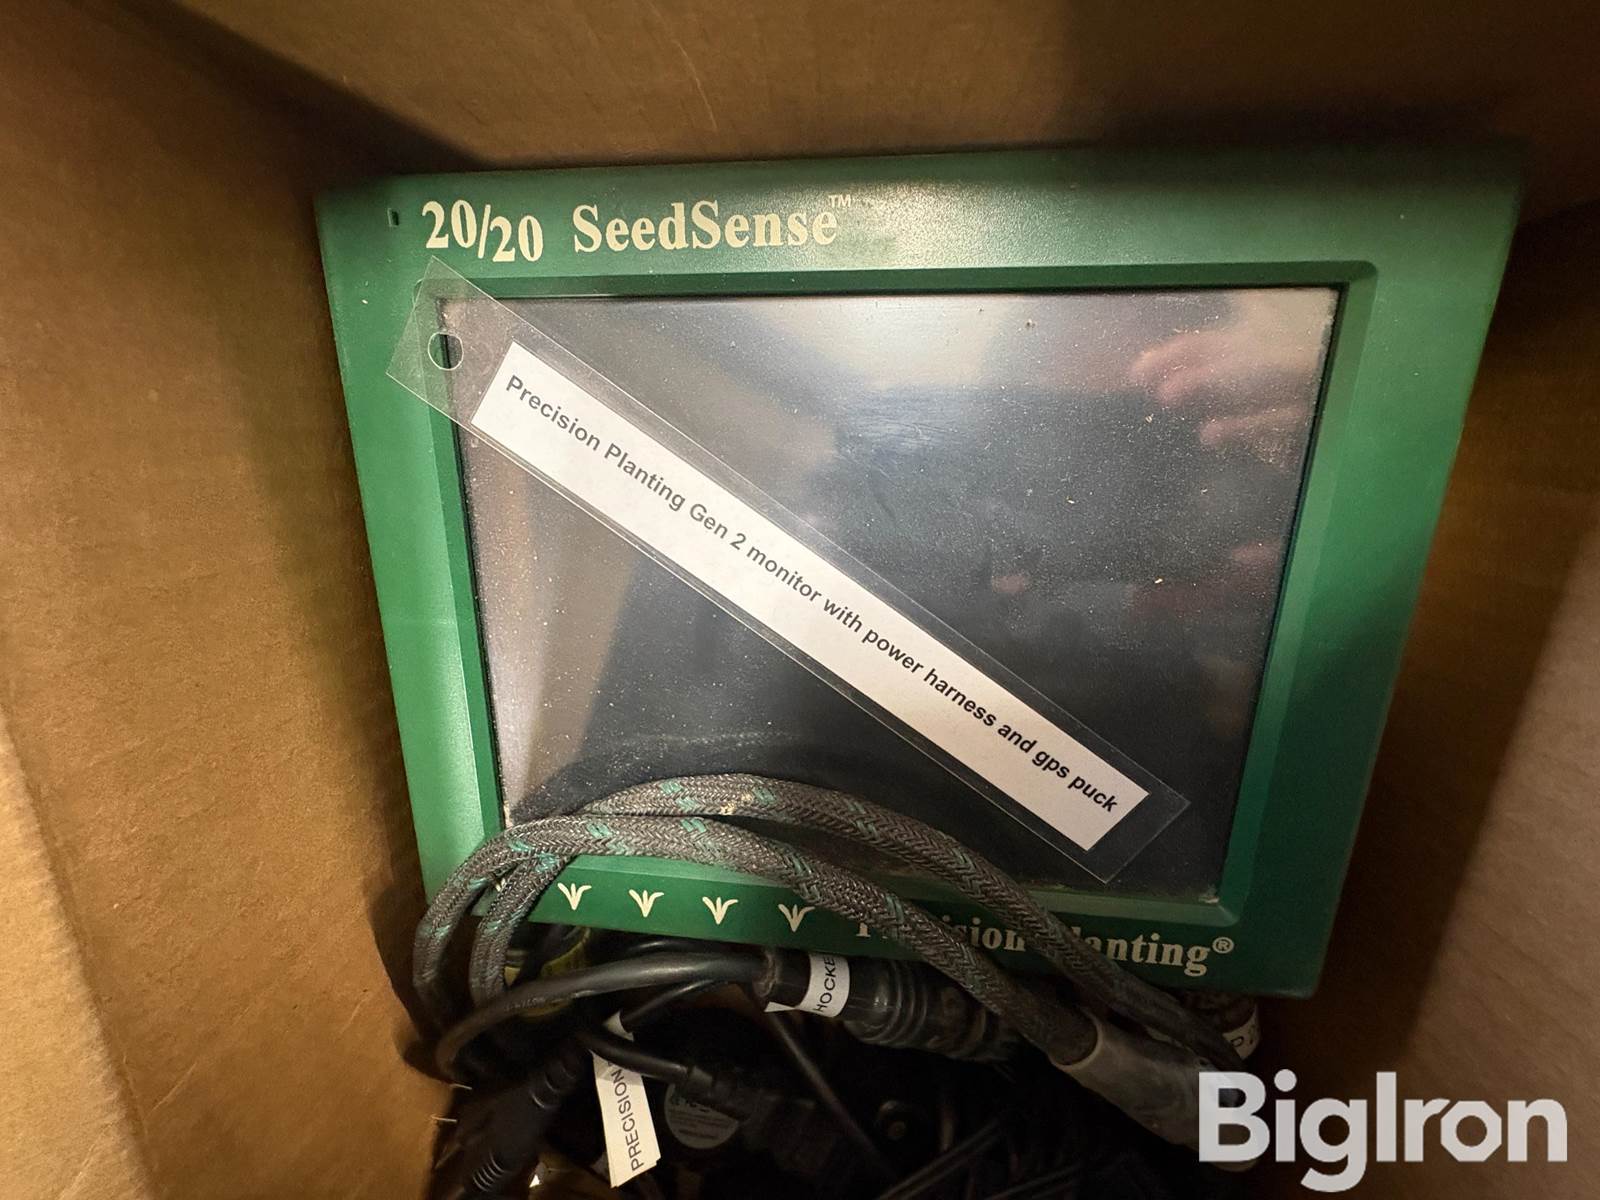 20/20 SeedSense™
Precision Planting Gen 2 monitor with power harness and gps puck
Planting®
PRECISION
BigIron